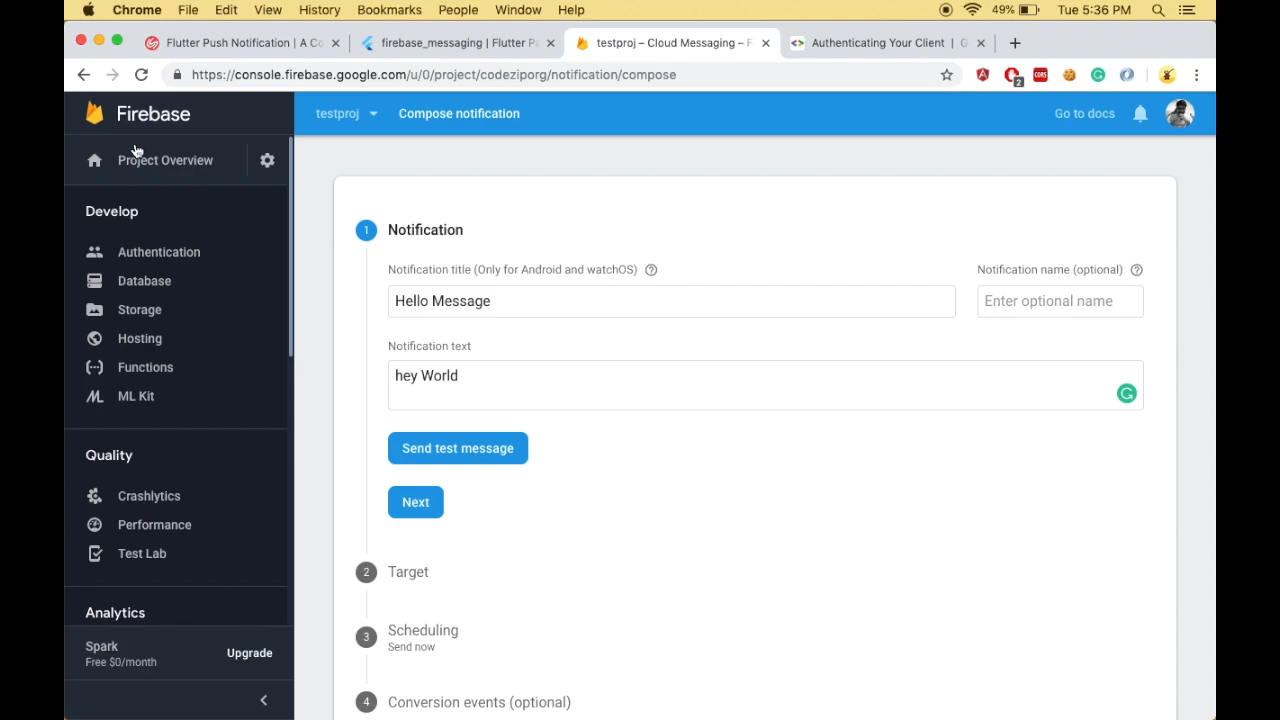 Chrome File Edit View History Bookmarks People Window Help 49% Tue 5:36 PM
Flutter Push Notification | A Co
firebase_messaging | Flutter Pa
testproj – Cloud Messaging – F
Authenticating Your Client | G
https://console.firebase.google.com/u/0/project/codeziporg/notification/compose
CORS
2
Firebase
testproj
Compose notification
Go to docs
Project Overview
Develop
Authentication
Database
Storage
Hosting
Functions
ML Kit
Quality
Crashlytics
Performance
Test Lab
Analytics
Spark
Free $0/month
Upgrade
1 Notification
Notification title (Only for Android and watchOS)
Hello Message
Notification name (optional)
Enter optional name
Notification text
hey World
Send test message
Next
2 Target
3 Scheduling
Send now
4 Conversion events (optional)